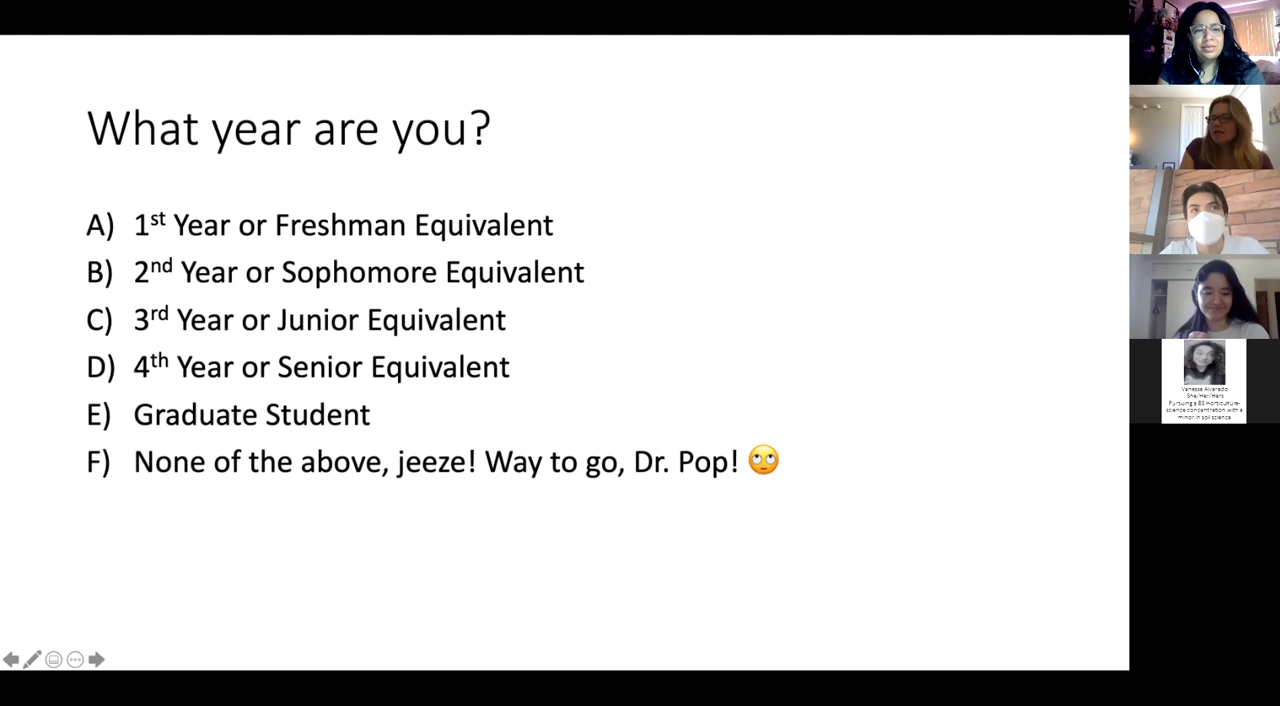 What year are you?
A) 1st Year or Freshman Equivalent
B) 2nd Year or Sophomore Equivalent
C) 3rd Year or Junior Equivalent
D) 4th Year or Senior Equivalent
E) Graduate Student
F) None of the above, jeeze! Way to go, Dr. Pop! 🙄
Vanessa Alvarado
She/Her/Hers
Pursuing a BS Horticulture-
science concentration with a
minor in soil science